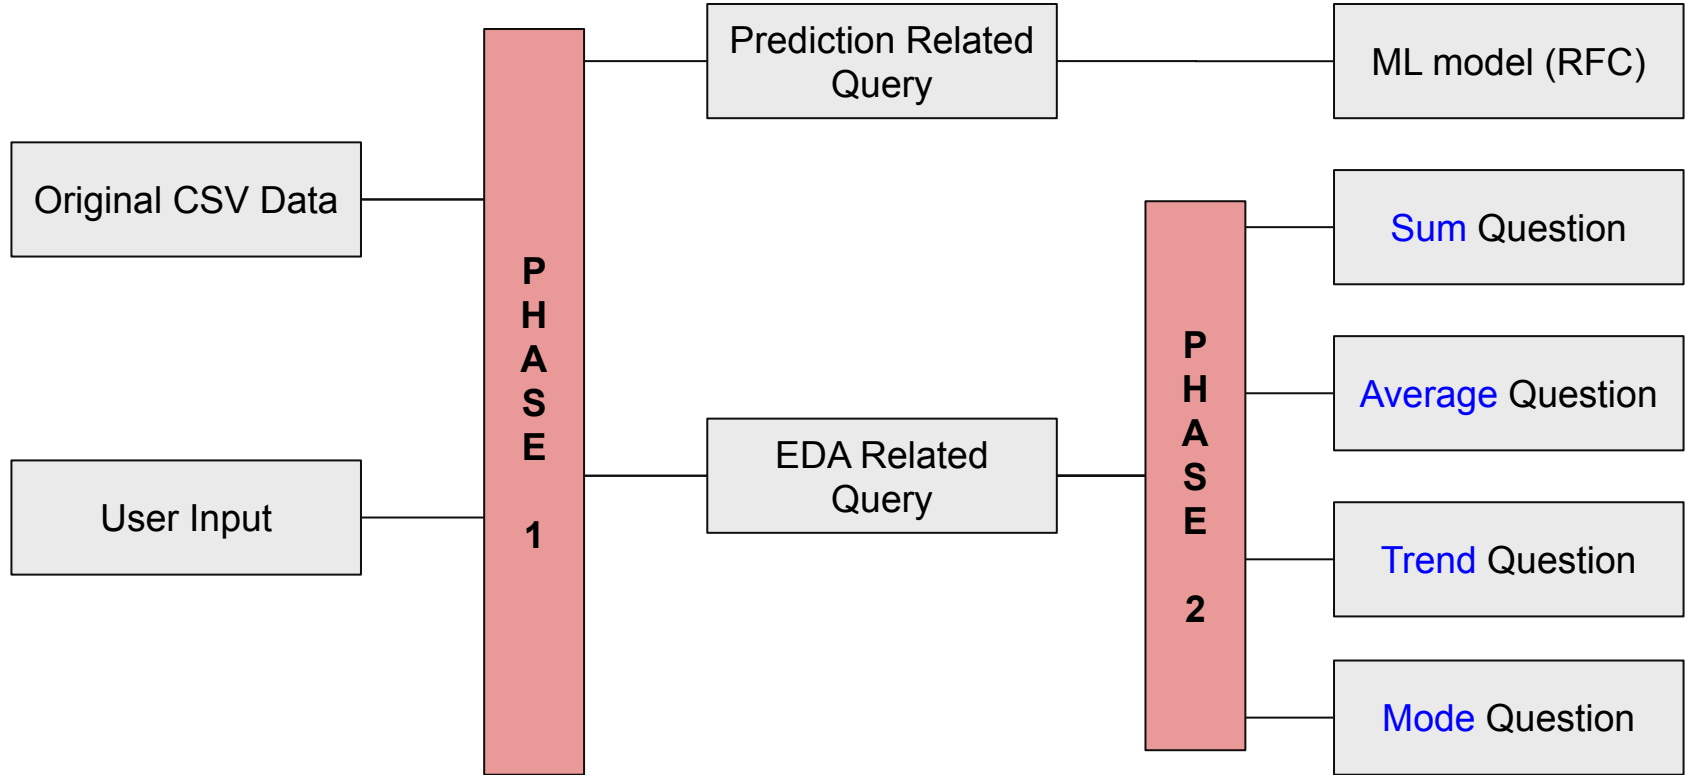 Original CSV Data
User Input
P
H
A
S
E
1
Prediction Related
Query
EDA Related
Query
P
H
A
S
E
2
ML model (RFC)
Sum Question
Average Question
Trend Question
Mode Question